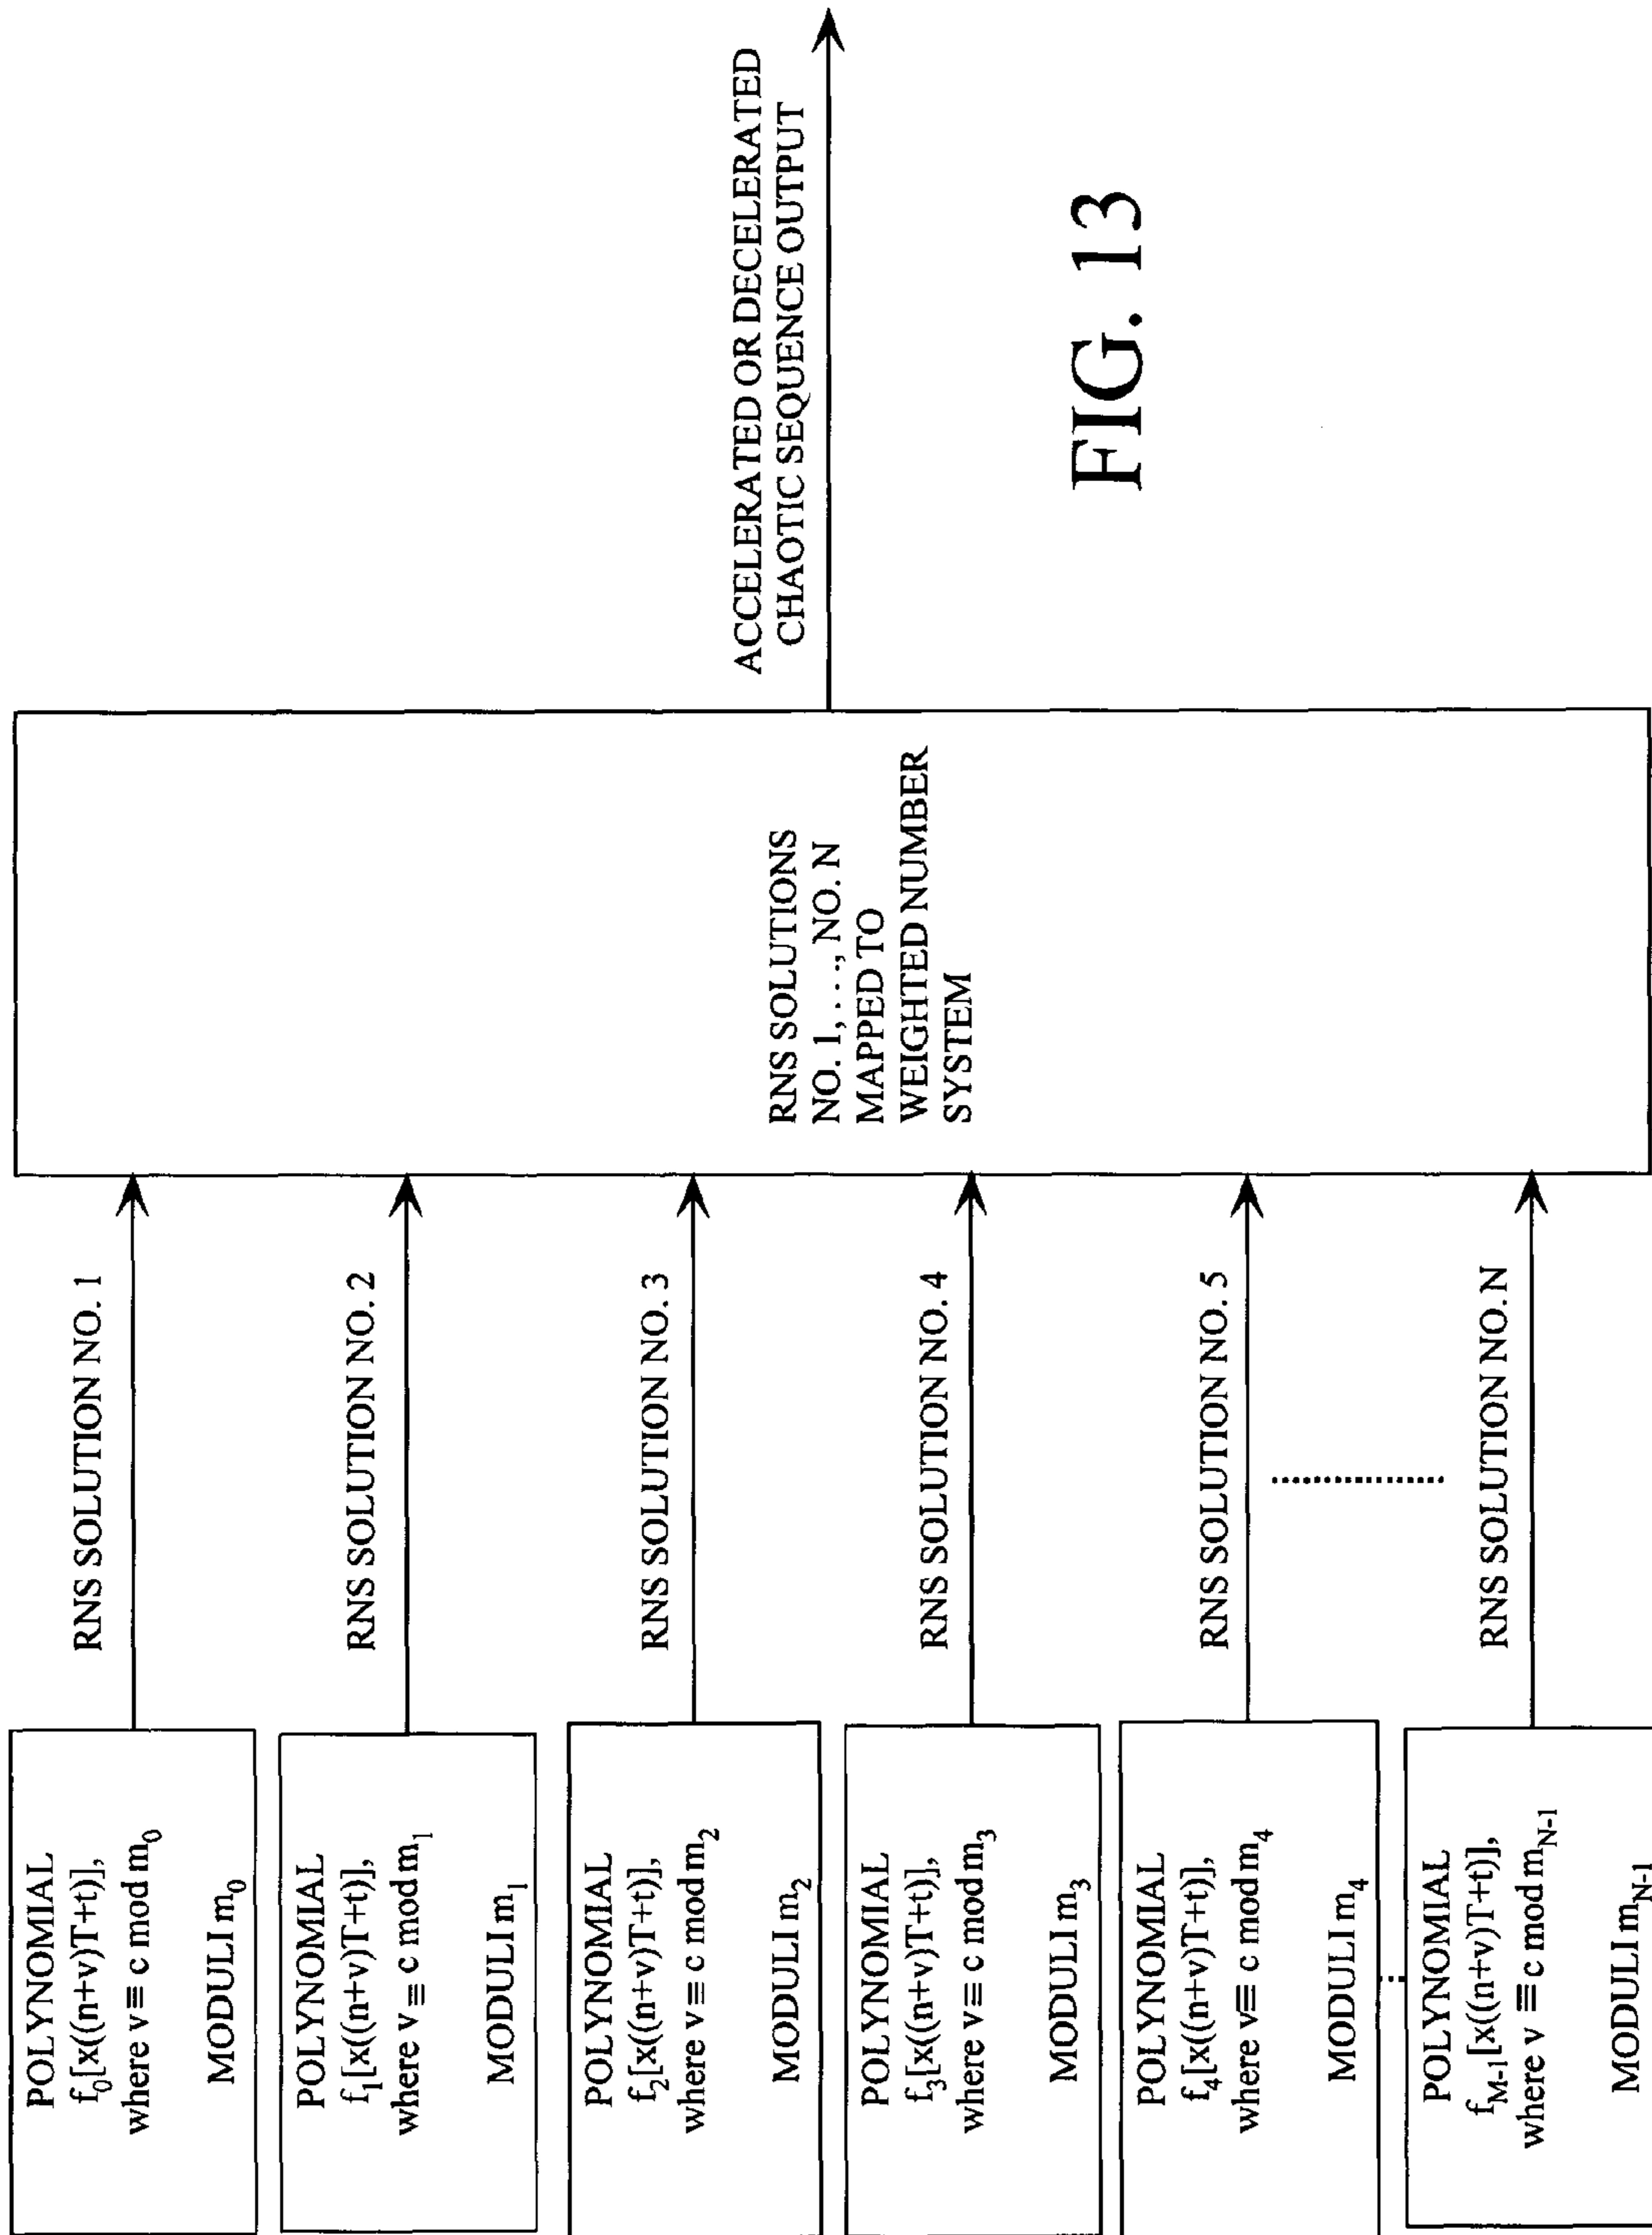 POLYNOMIAL
f₀[x((n+v)T+t)],
where v ≡ c mod m₀
MODULI m₀
RNS SOLUTION NO. 1
POLYNOMIAL
f₁[x((n+v)T+t)],
where v ≡ c mod m₁
MODULI m₁
RNS SOLUTION NO. 2
POLYNOMIAL
f₂[x((n+v)T+t)],
where v ≡ c mod m₂
MODULI m₂
RNS SOLUTION NO. 3
POLYNOMIAL
f₃[x((n+v)T+t)],
where v ≡ c mod m₃
MODULI m₃
RNS SOLUTION NO. 4
POLYNOMIAL
f₄[x((n+v)T+t)],
where v≡ c mod m₄
MODULI m₄
RNS SOLUTION NO. 5
POLYNOMIAL
f_{M-1}[x((n+v)T+t)],
where v ≡ c mod m_{N-1}
MODULI m_{N-1}
RNS SOLUTION NO. N
RNS SOLUTIONS
NO. 1, . . ., NO. N
MAPPED TO
WEIGHTED NUMBER
SYSTEM
ACCELERATED OR DECELERATED
CHAOTIC SEQUENCE OUTPUT
FIG. 13